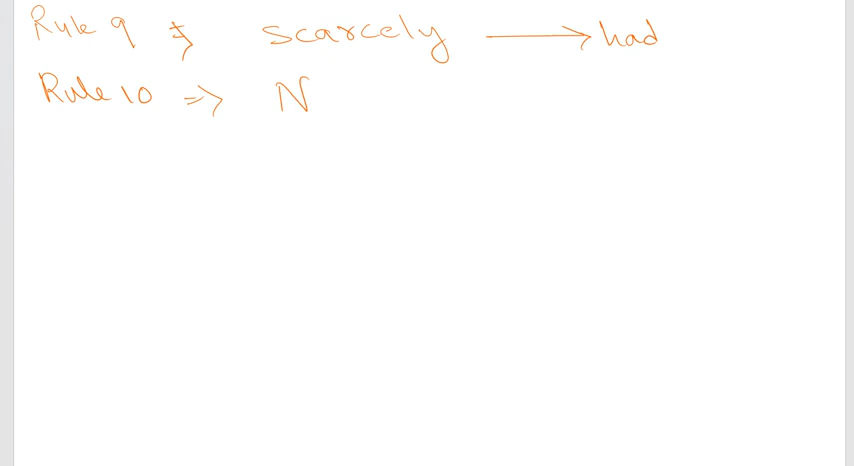 Rule 9 => scarcely → had
Rule 10 => N